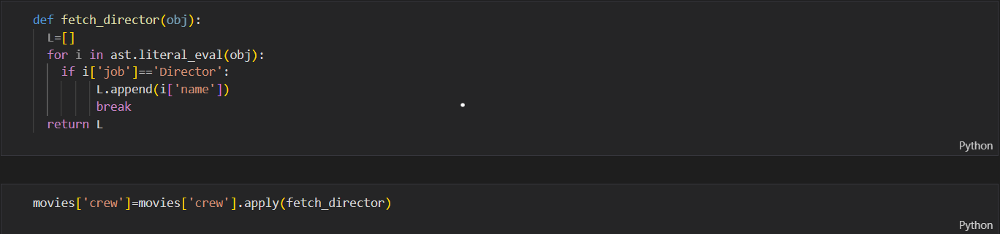 def fetch_director(obj):
  L=[]
  for i in ast.literal_eval(obj):
    if i['job']=='Director':
         L.append(i['name'])
         break
  return L
Python
movies['crew']=movies['crew'].apply(fetch_director)
Python